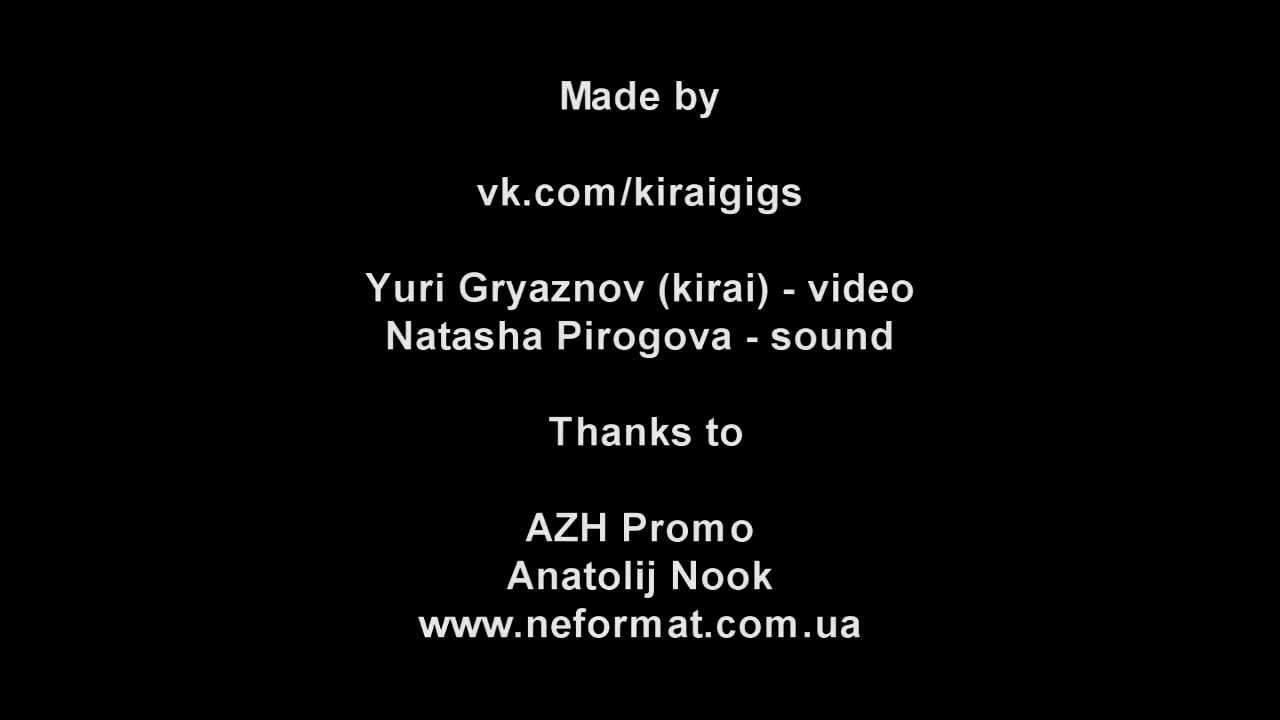 Made by
vk.com/kiraigigs
Yuri Gryaznov (kirai) - video
Natasha Pirogova - sound
Thanks to
AZH Promo
Anatolij Nook
www.neformat.com.ua